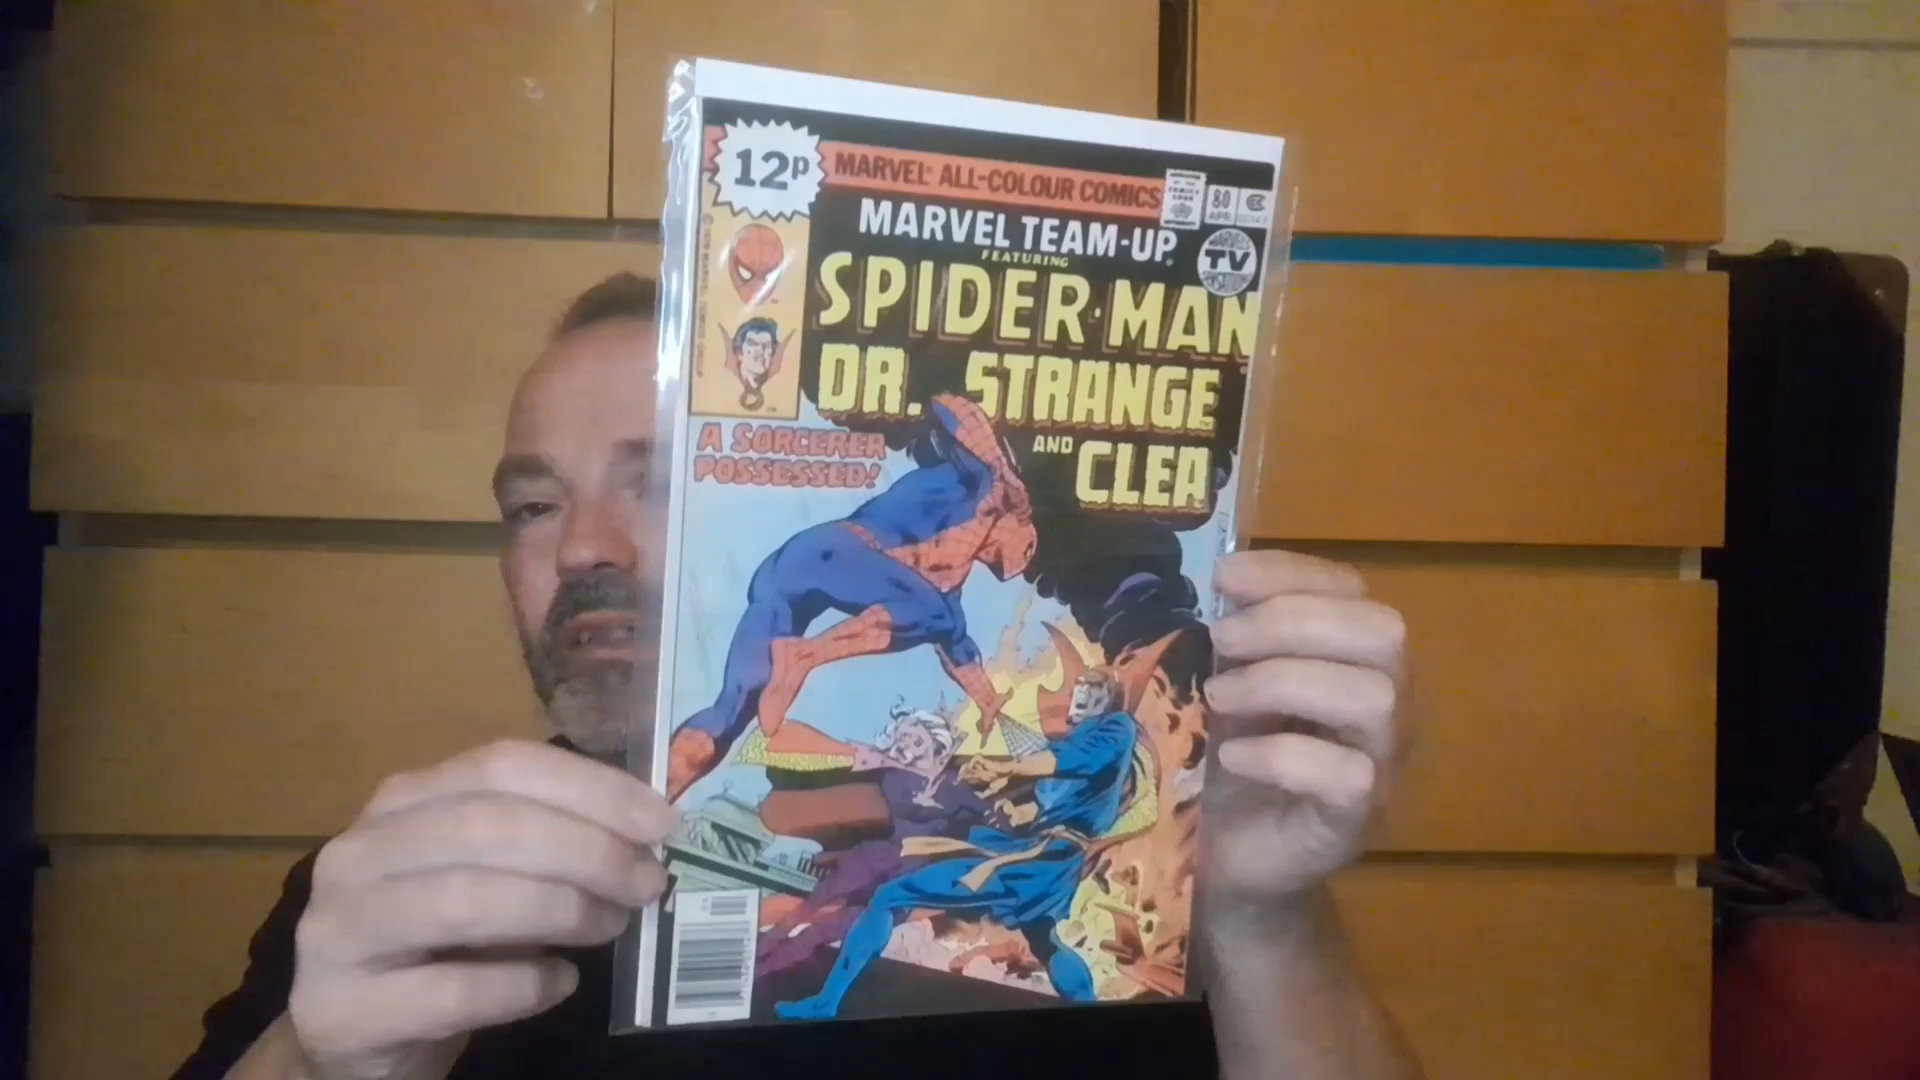 12p
MARVEL® ALL-COLOUR COMICS
80
APR
MARVEL TEAM-UP
FEATURING
TV
SENSATION
SPIDER-MAN
DR. STRANGE
AND
CLEA
A SORCERER
POSSESSED!